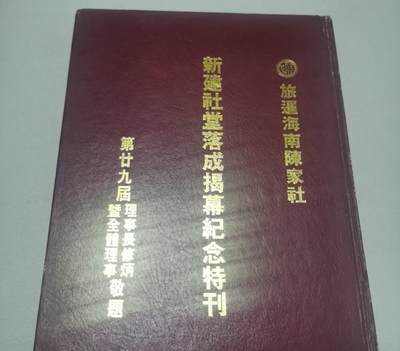 旅暹海南陳家社
新建社堂落成揭幕紀念特刊
第廿九屆理事長修炳
暨全體理事敬題